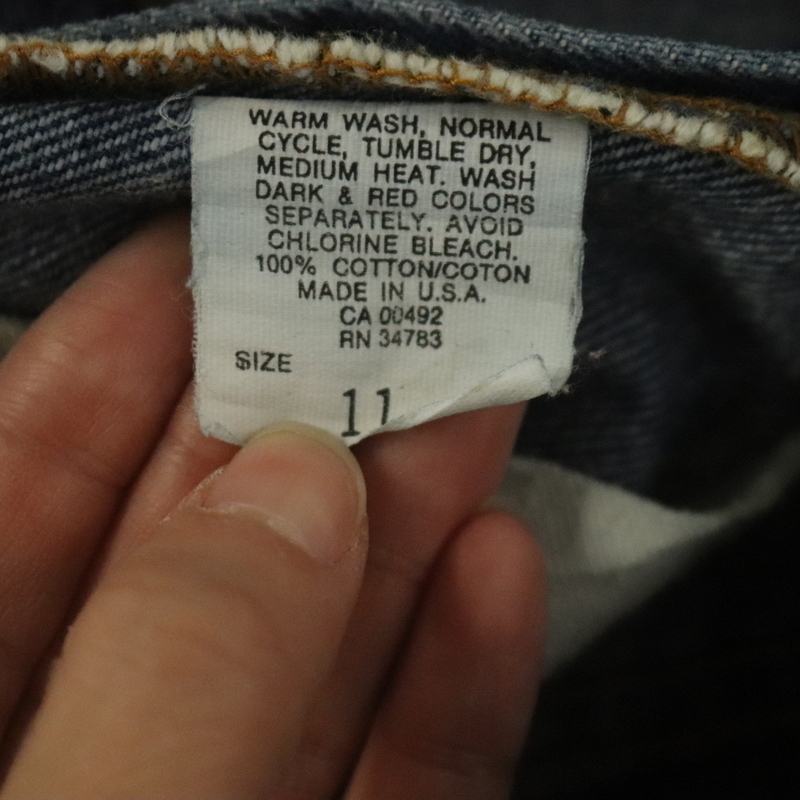 WARM WASH, NORMAL
CYCLE, TUMBLE DRY,
MEDIUM HEAT. WASH
DARK & RED COLORS
SEPARATELY. AVOID
CHLORINE BLEACH.
100% COTTON/COTON
MADE IN U.S.A.
CA 00492
RN 34783
SIZE
11